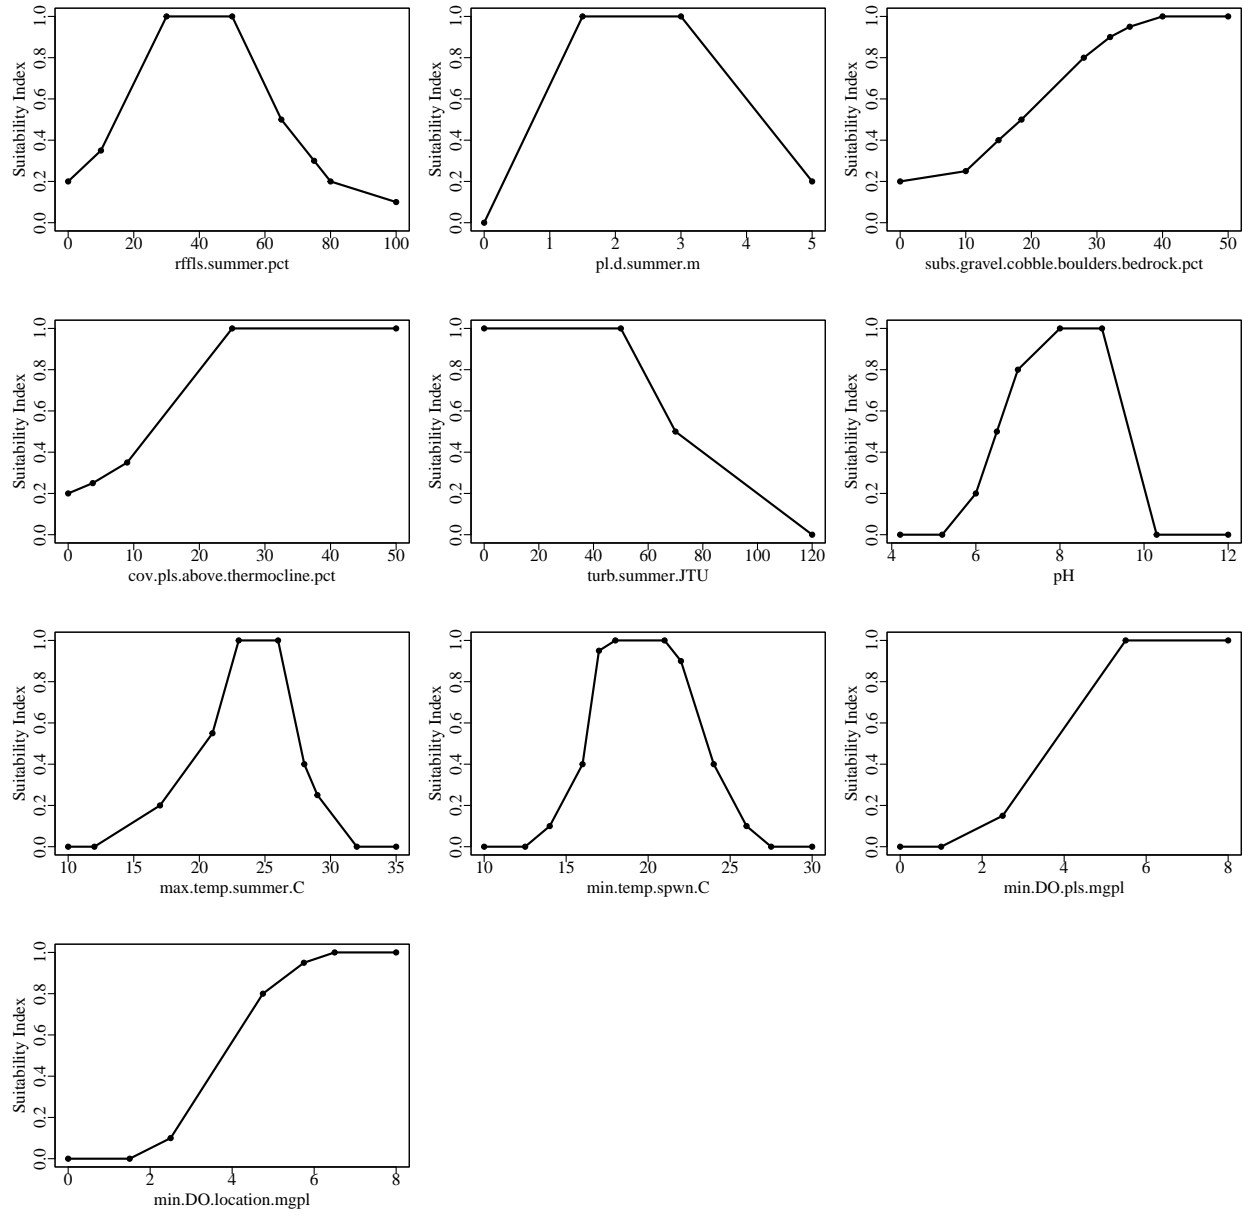 Suitability Index
0.0 0.2 0.4 0.6 0.8 1.0
0 20 40 60 80 100
rffls.summer.pct
Suitability Index
0.0 0.2 0.4 0.6 0.8 1.0
0 1 2 3 4 5
pl.d.summer.m
Suitability Index
0.0 0.2 0.4 0.6 0.8 1.0
0 10 20 30 40 50
subs.gravel.cobble.boulders.bedrock.pct
Suitability Index
0.0 0.2 0.4 0.6 0.8 1.0
0 10 20 30 40 50
cov.pls.above.thermocline.pct
Suitability Index
0.0 0.2 0.4 0.6 0.8 1.0
0 20 40 60 80 100 120
turb.summer.JTU
Suitability Index
0.0 0.2 0.4 0.6 0.8 1.0
4 6 8 10 12
pH
Suitability Index
0.0 0.2 0.4 0.6 0.8 1.0
10 15 20 25 30 35
max.temp.summer.C
Suitability Index
0.0 0.2 0.4 0.6 0.8 1.0
10 15 20 25 30
min.temp.spwn.C
Suitability Index
0.0 0.2 0.4 0.6 0.8 1.0
0 2 4 6 8
min.DO.pls.mgpl
Suitability Index
0.0 0.2 0.4 0.6 0.8 1.0
0 2 4 6 8
min.DO.location.mgpl